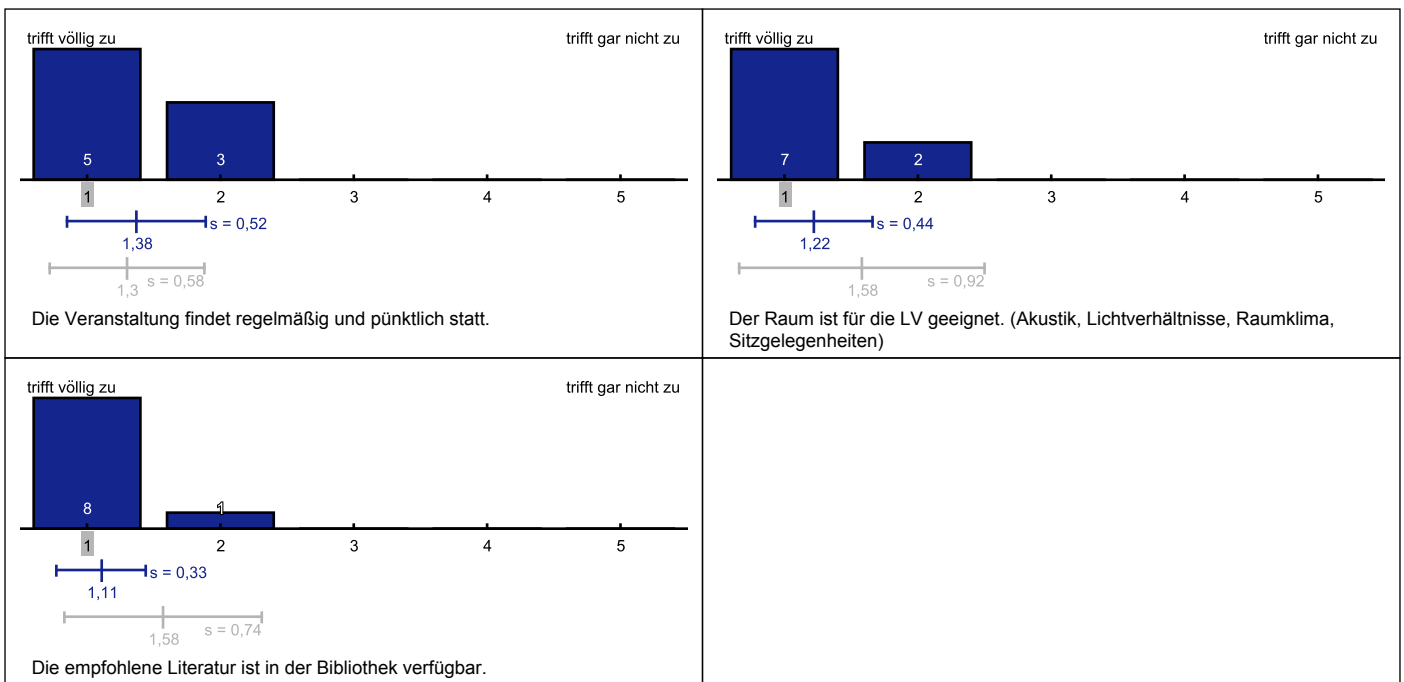 trifft völlig zu trifft gar nicht zu
5 3
1 2 3 4 5
s = 0,52
1,38
s = 0,58
1,3
Die Veranstaltung findet regelmäßig und pünktlich statt.
trifft völlig zu trifft gar nicht zu
7 2
1 2 3 4 5
s = 0,44
1,22
s = 0,92
1,58
Der Raum ist für die LV geeignet. (Akustik, Lichtverhältnisse, Raumklima,
Sitzgelegenheiten)
trifft völlig zu trifft gar nicht zu
8 1
1 2 3 4 5
s = 0,33
1,11
s = 0,74
1,58
Die empfohlene Literatur ist in der Bibliothek verfügbar.